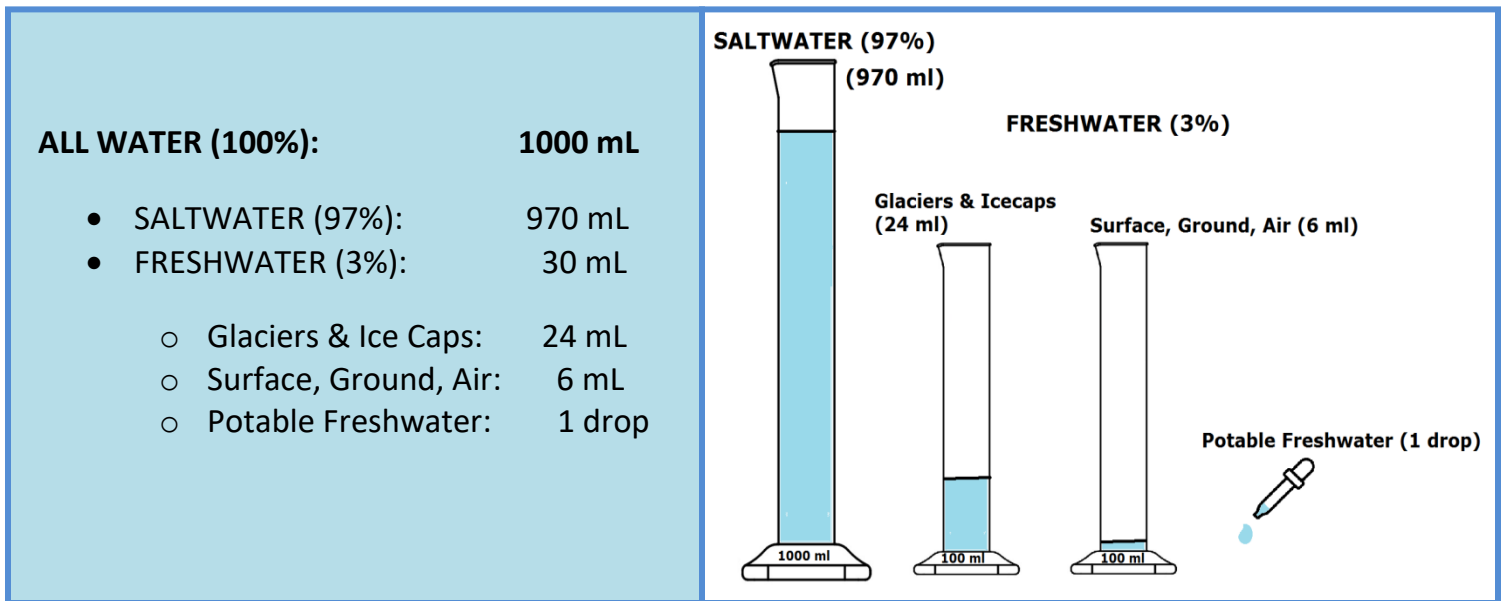 ALL WATER (100%): 1000 mL
• SALTWATER (97%): 970 mL
• FRESHWATER (3%): 30 mL
o Glaciers & Ice Caps: 24 mL
o Surface, Ground, Air: 6 mL
o Potable Freshwater: 1 drop
SALTWATER (97%)
(970 ml)
FRESHWATER (3%)
Glaciers & Icecaps
(24 ml)
Surface, Ground, Air (6 ml)
Potable Freshwater (1 drop)
1000 ml
100 ml
100 ml